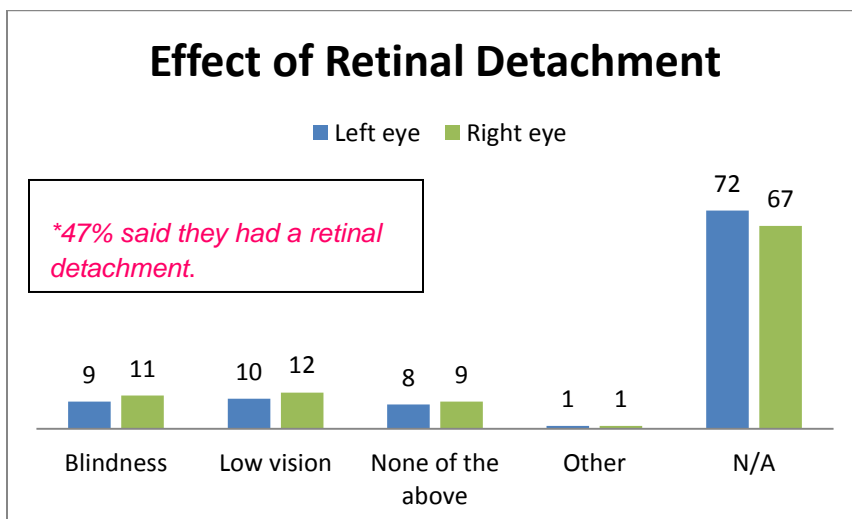 Effect of Retinal Detachment
Left eye Right eye
*47% said they had a retinal
detachment.
72
67
9
11
10
12
8
9
1
1
Blindness
Low vision
None of the
above
Other
N/A